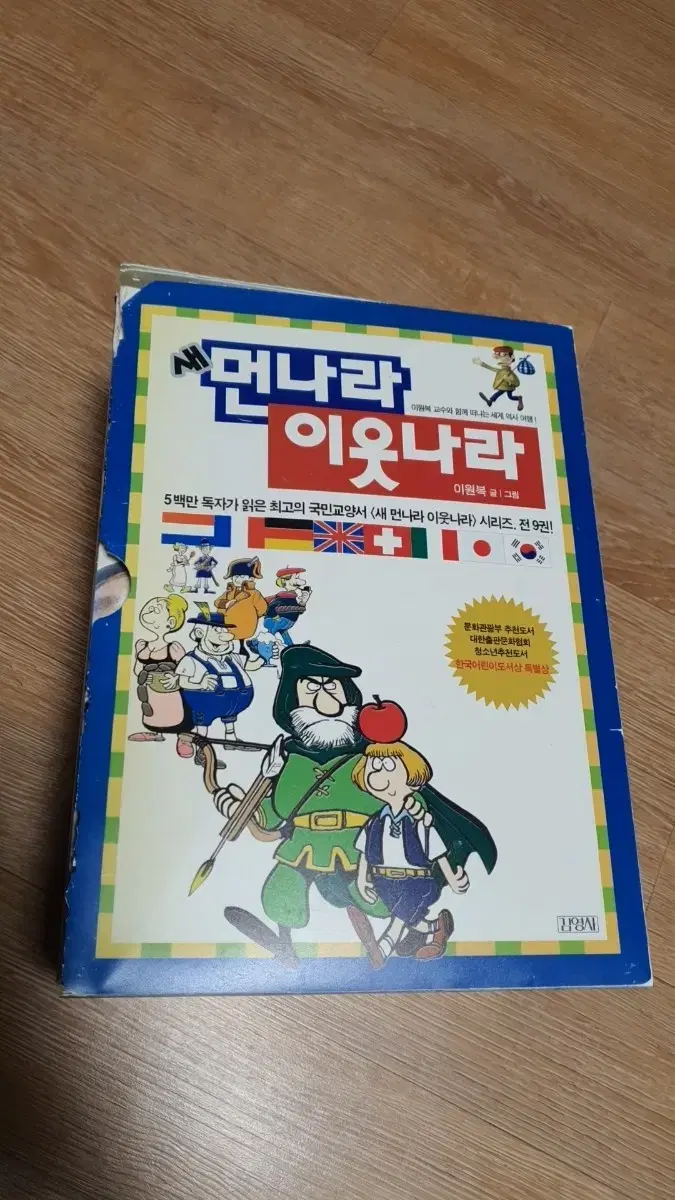 새 먼나라
이원복 교수와 함께 떠나는 세계 역사 여행!
이웃나라
이원복 글 | 그림
5백만 독자가 읽은 최고의 국민교양서 〈새 먼나라 이웃나라〉 시리즈. 전 9권!
문화관광부 추천도서
대한출판문화협회
청소년추천도서
한국어린이도서상 특별상
김영사